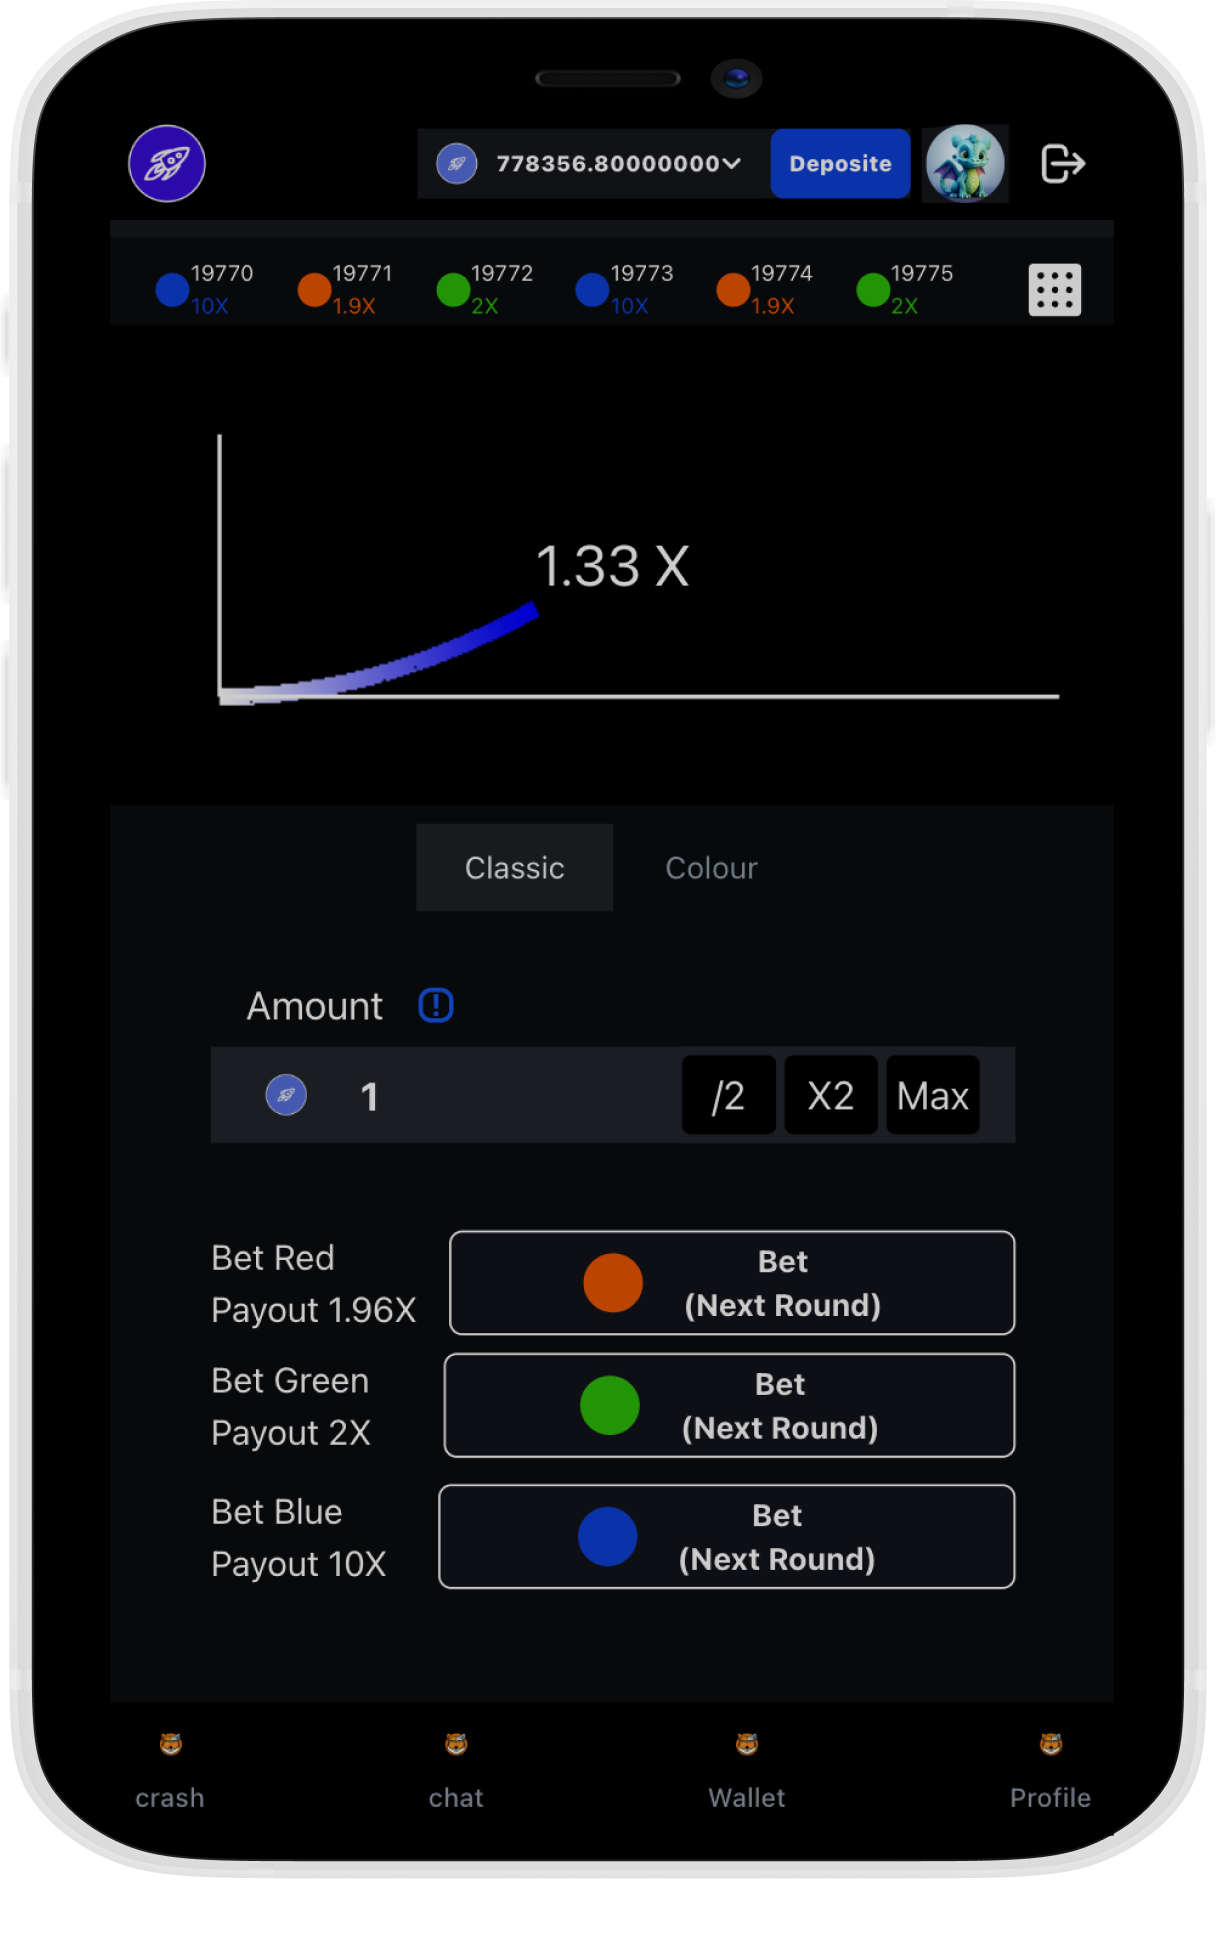 778356.80000000
Deposite
19770
10X
19771
1.9X
19772
2X
19773
10X
19774
1.9X
19775
2X
1.33 X
Classic
Colour
Amount
1
/2
X2
Max
Bet Red
Payout 1.96X
Bet
(Next Round)
Bet Green
Payout 2X
Bet
(Next Round)
Bet Blue
Payout 10X
Bet
(Next Round)
crash
chat
Wallet
Profile